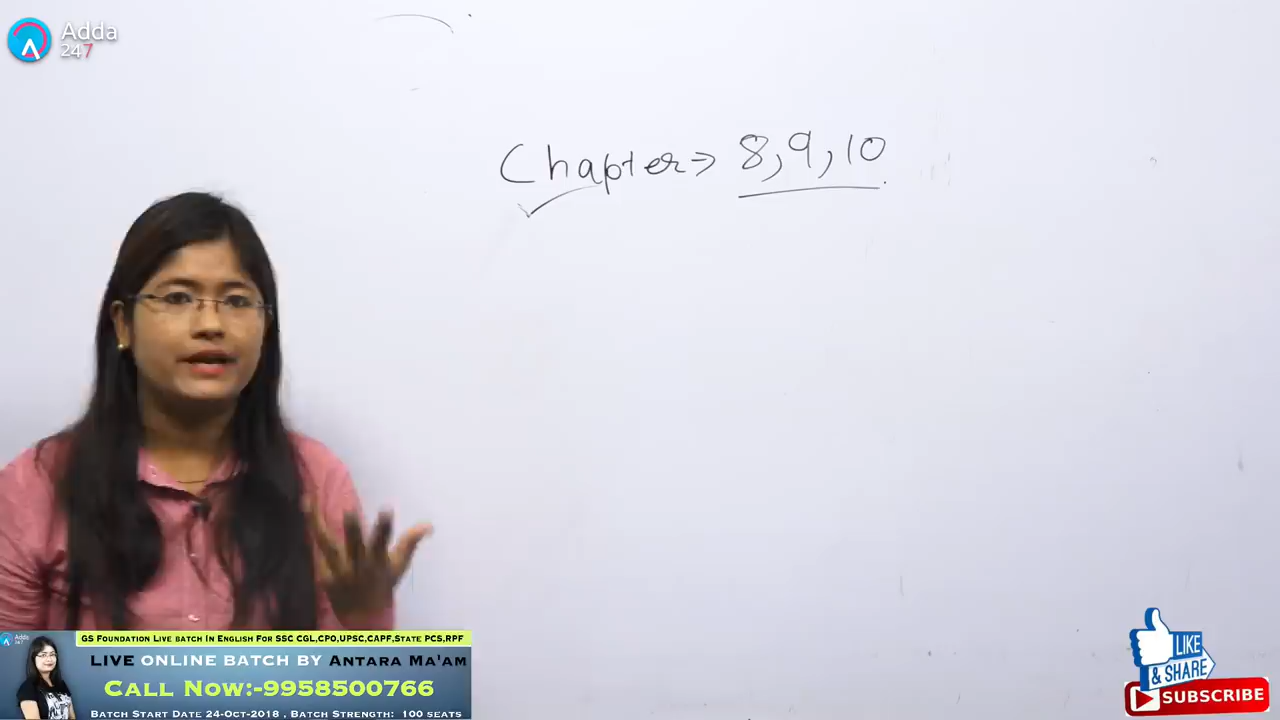 Adda
247
Chapter → 8, 9, 10
Adda
247
GS Foundation Live batch In English For SSC CGL,CPO,UPSC,CAPF,State PCS,RPF
LIVE ONLINE BATCH BY Antara Ma'am
Call Now:-9958500766
Batch Start Date 24-Oct-2018 , Batch Strength: 100 seats
LIKE
& SHARE
SUBSCRIBE